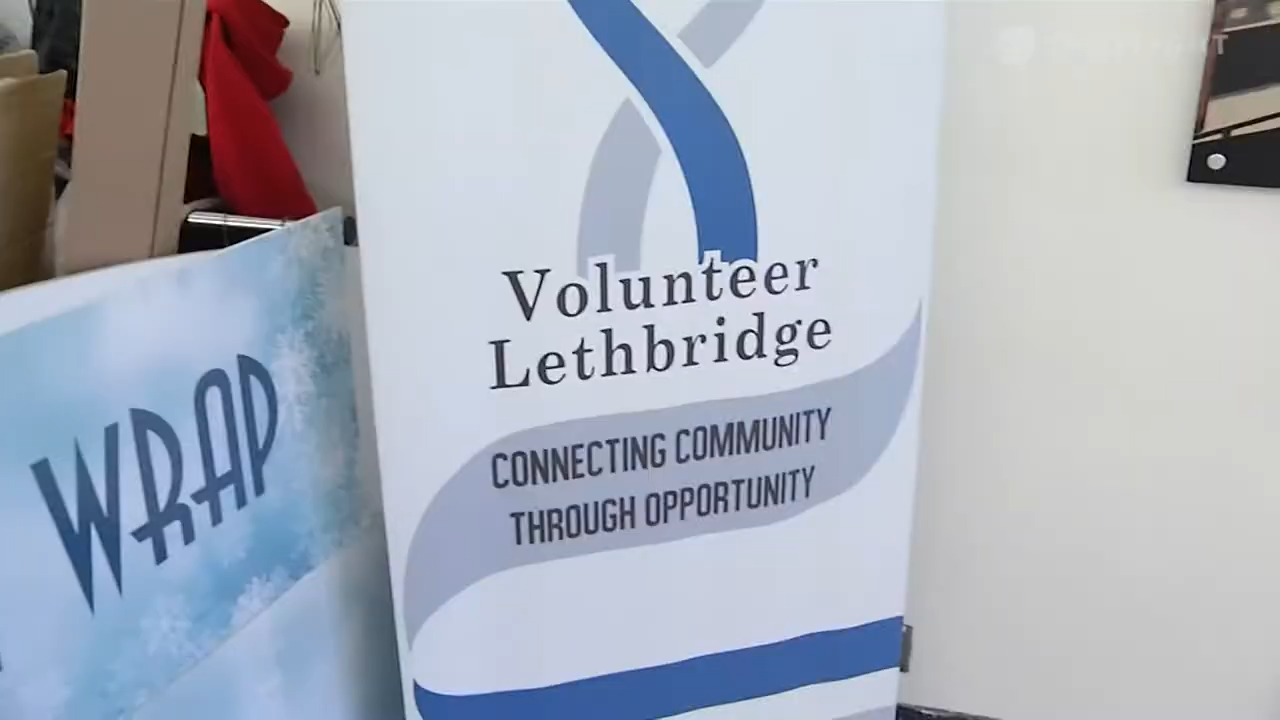 Volunteer
Lethbridge
CONNECTING COMMUNITY
THROUGH OPPORTUNITY
WRAP